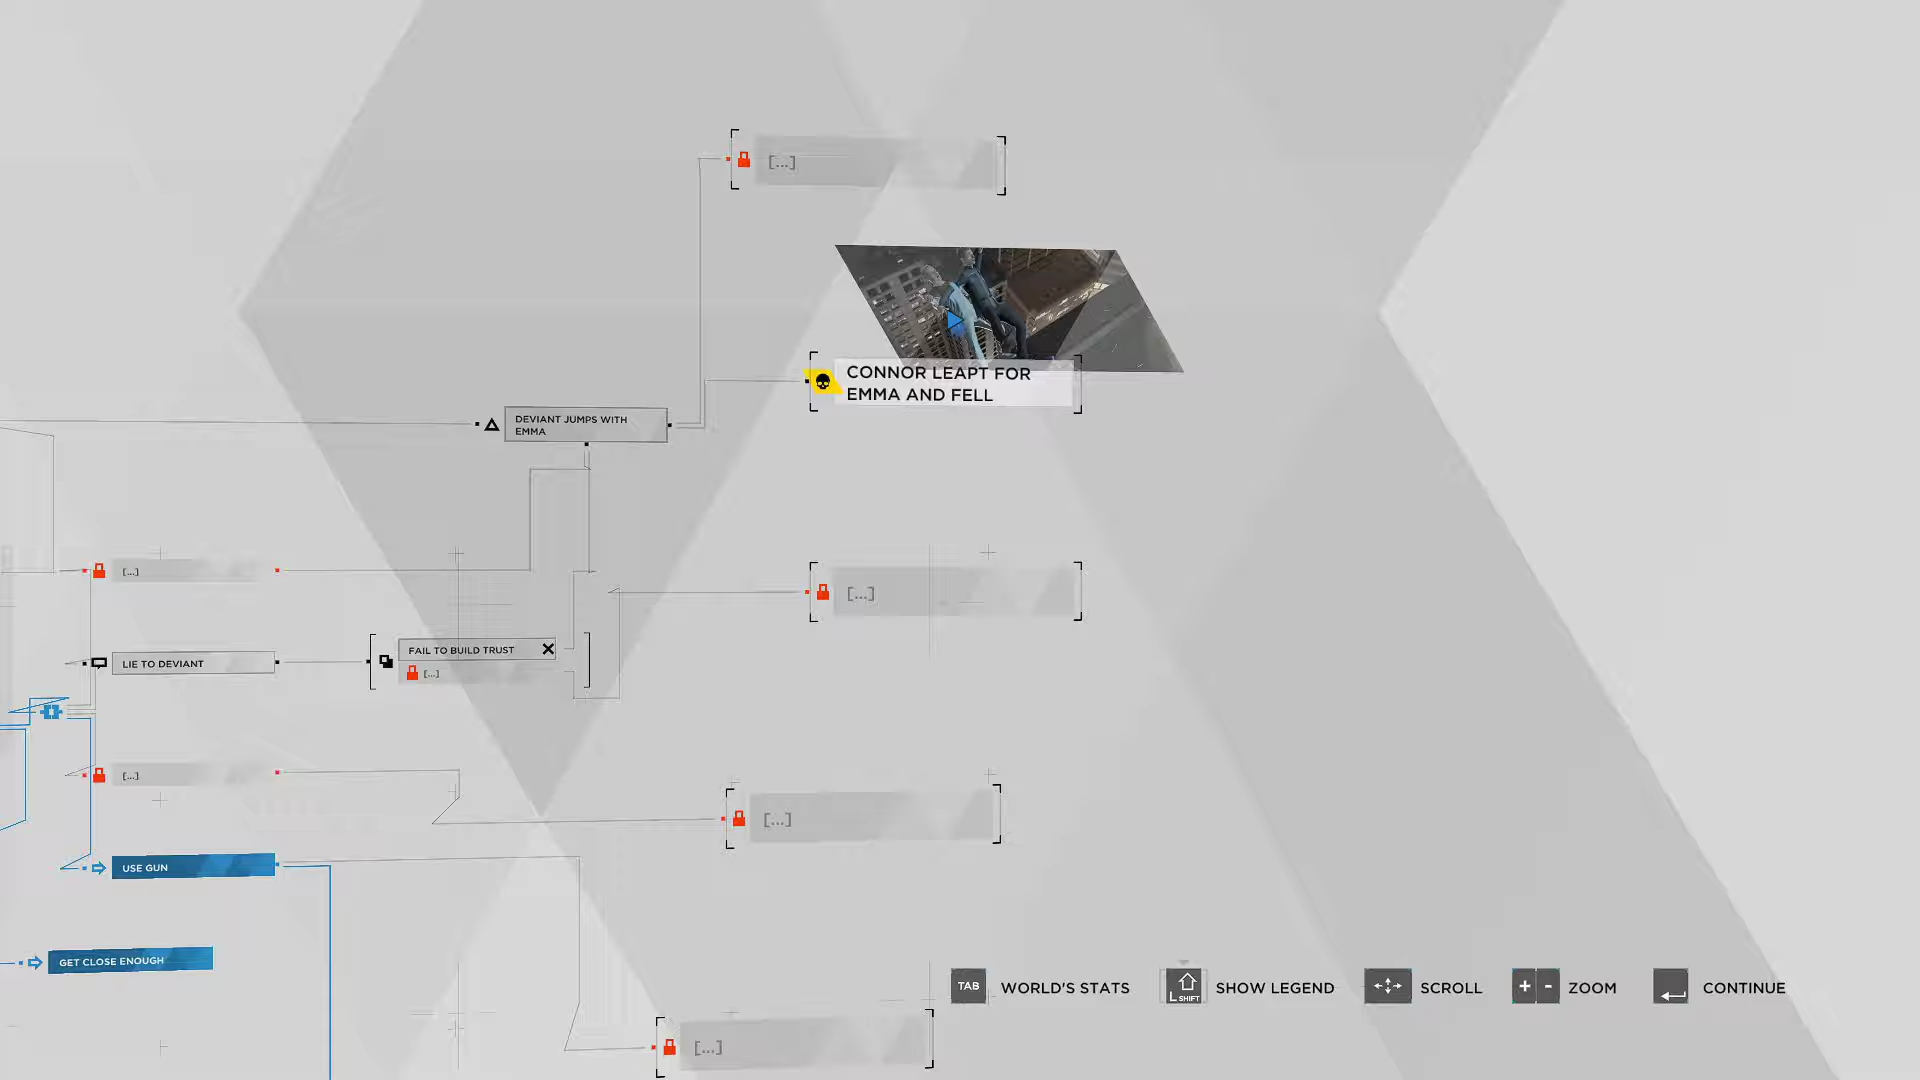 [...]
CONNOR LEAPT FOR
EMMA AND FELL
DEVIANT JUMPS WITH
EMMA
[...]
[...]
FAIL TO BUILD TRUST
[...]
LIE TO DEVIANT
[...]
[...]
USE GUN
GET CLOSE ENOUGH
TAB WORLD'S STATS
L SHIFT SHOW LEGEND
SCROLL
+ - ZOOM
CONTINUE
[...]